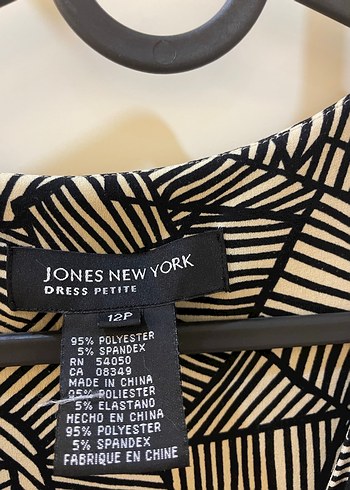 JONES NEW YORK
DRESS PETITE
12P
95% POLYESTER
5% SPANDEX
RN 54050
CA 08349
MADE IN CHINA
95% POLIESTER
5% ELASTANO
HECHO EN CHINA
95% POLYESTER
5% SPANDEX
FABRIQUE EN CHINE